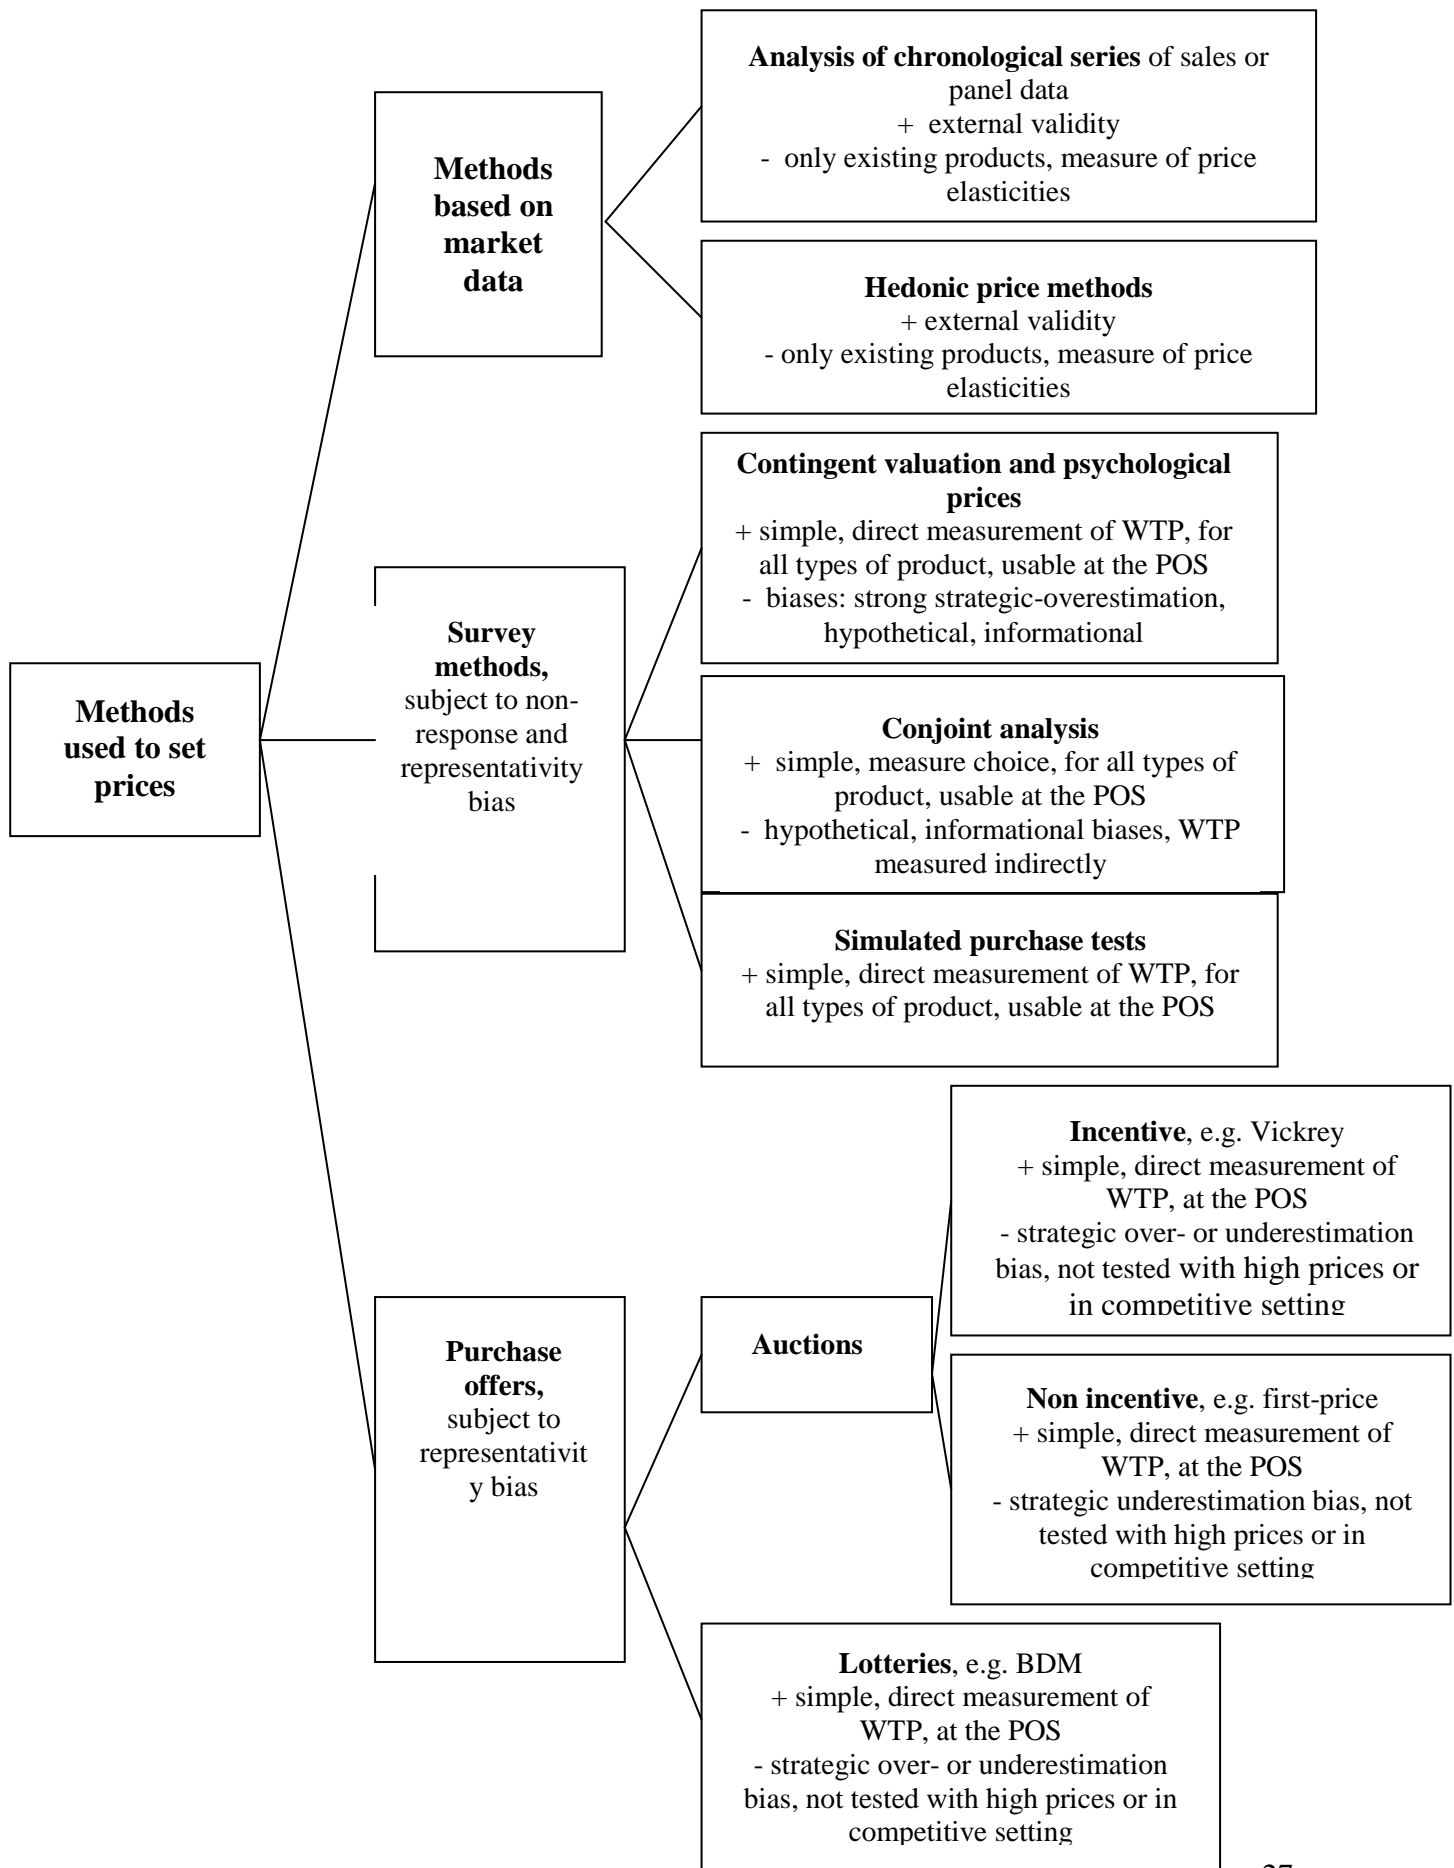 Methods
used to set
prices
Methods
based on
market
data
Analysis of chronological series of sales or
panel data
+ external validity
- only existing products, measure of price
elasticities
Hedonic price methods
+ external validity
- only existing products, measure of price
elasticities
Survey
methods,
subject to non-
response and
representativity
bias
Contingent valuation and psychological
prices
+ simple, direct measurement of WTP, for
all types of product, usable at the POS
- biases: strong strategic-overestimation,
hypothetical, informational
Conjoint analysis
+ simple, measure choice, for all types of
product, usable at the POS
- hypothetical, informational biases, WTP
measured indirectly
Simulated purchase tests
+ simple, direct measurement of WTP, for
all types of product, usable at the POS
Purchase
offers,
subject to
representativit
y bias
Auctions
Incentive, e.g. Vickrey
+ simple, direct measurement of
WTP, at the POS
- strategic over- or underestimation
bias, not tested with high prices or
in competitive setting
Non incentive, e.g. first-price
+ simple, direct measurement of
WTP, at the POS
- strategic underestimation bias, not
tested with high prices or in
competitive setting
Lotteries, e.g. BDM
+ simple, direct measurement of
WTP, at the POS
- strategic over- or underestimation
bias, not tested with high prices or in
competitive setting